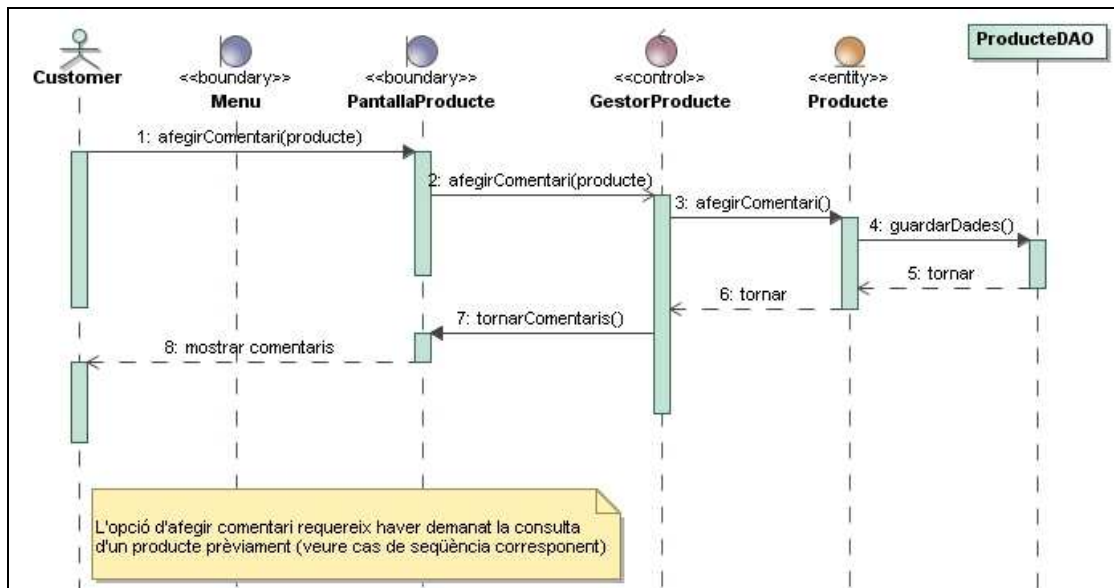 ProducteDAO
Customer
<<boundary>>
Menu
<<boundary>>
PantallaProducte
<<control>>
GestorProducte
<<entity>>
Producte
1: afegirComentari(producte)
2: afegirComentari(producte)
3: afegirComentari()
4: guardarDades()
5: tornar
6: tornar
7: tornarComentaris()
8: mostrar comentaris
L'opció d'afegir comentari requereix haver demanat la consulta
d'un producte prèviament (veure cas de seqüència corresponent)